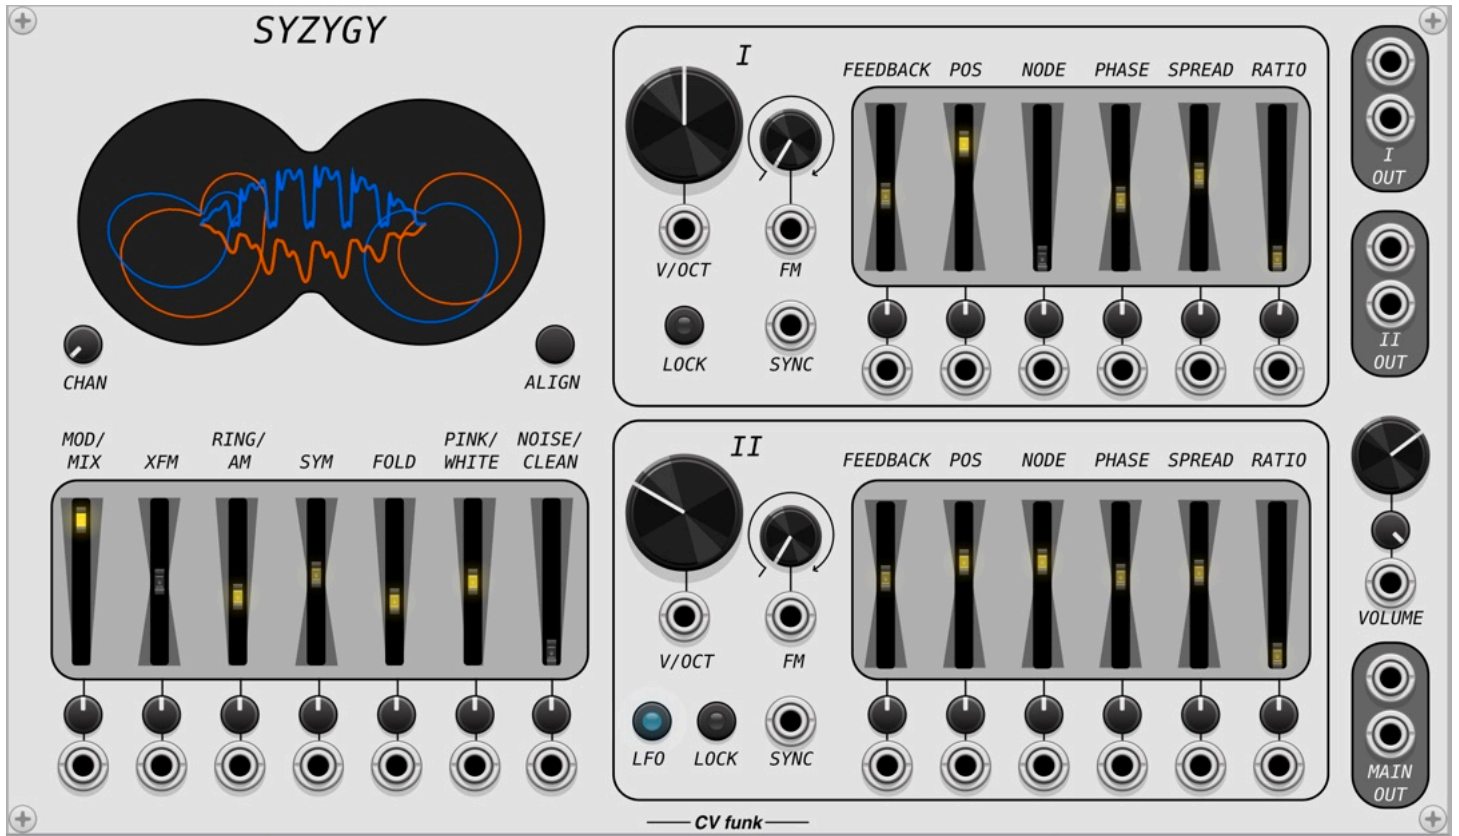 SYZYGY
CHAN
ALIGN
MOD/
MIX
XFM
RING/
AM
SYM
FOLD
PINK/
WHITE
NOISE/
CLEAN
I
FEEDBACK POS NODE PHASE SPREAD RATIO
V/OCT FM
LOCK SYNC
II
FEEDBACK POS NODE PHASE SPREAD RATIO
V/OCT FM
LFO LOCK SYNC
I
OUT
II
OUT
VOLUME
MAIN
OUT
CV funk